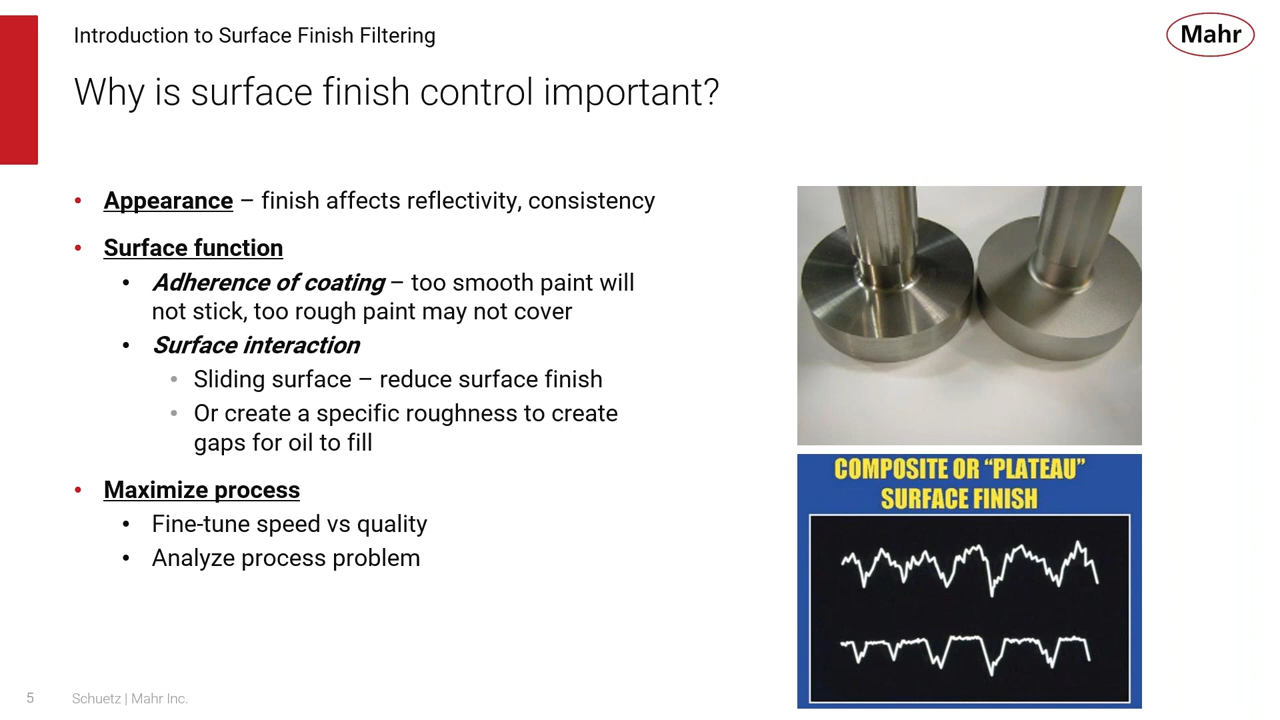 Introduction to Surface Finish Filtering
Mahr
Why is surface finish control important?
• Appearance – finish affects reflectivity, consistency
• Surface function
• Adherence of coating – too smooth paint will
not stick, too rough paint may not cover
• Surface interaction
• Sliding surface – reduce surface finish
• Or create a specific roughness to create
gaps for oil to fill
• Maximize process
• Fine-tune speed vs quality
• Analyze process problem
COMPOSITE OR “PLATEAU”
SURFACE FINISH
5 Schuetz | Mahr Inc.